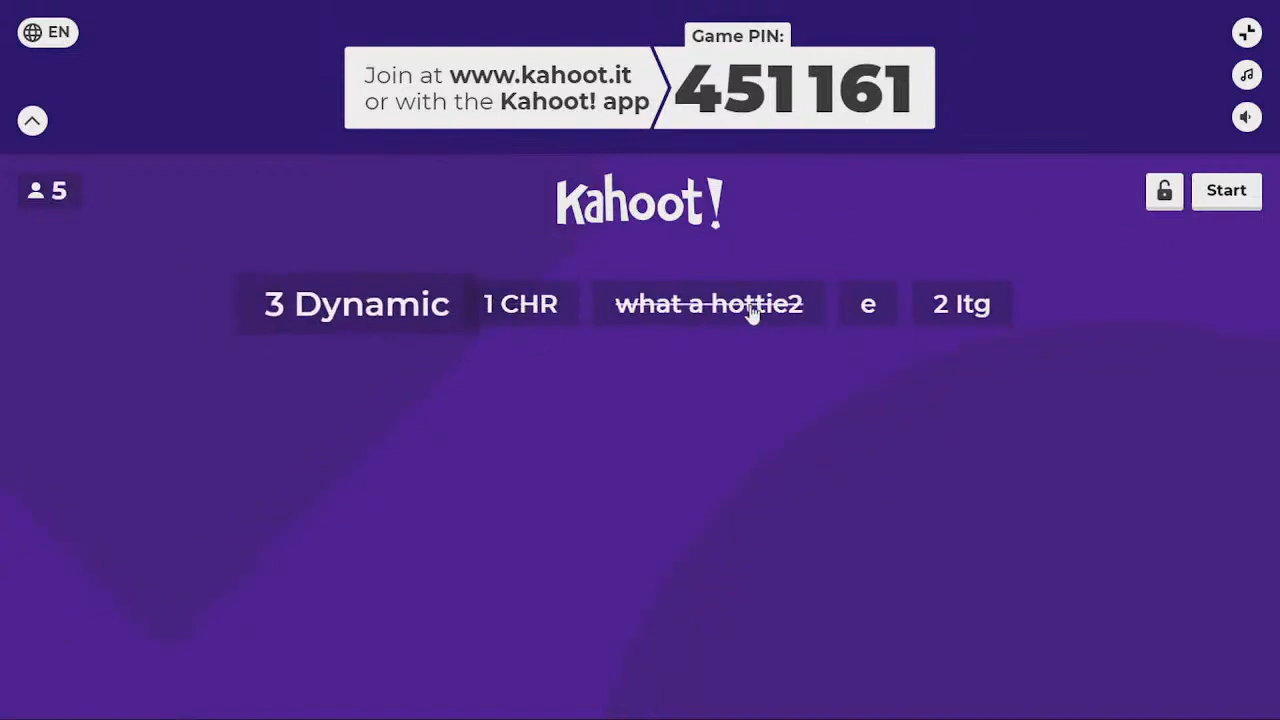 EN
Game PIN:
Join at www.kahoot.it
or with the Kahoot! app
451 161
5
Kahoot!
Start
3 Dynamic
1 CHR
what a hottie2
e
2 ltg